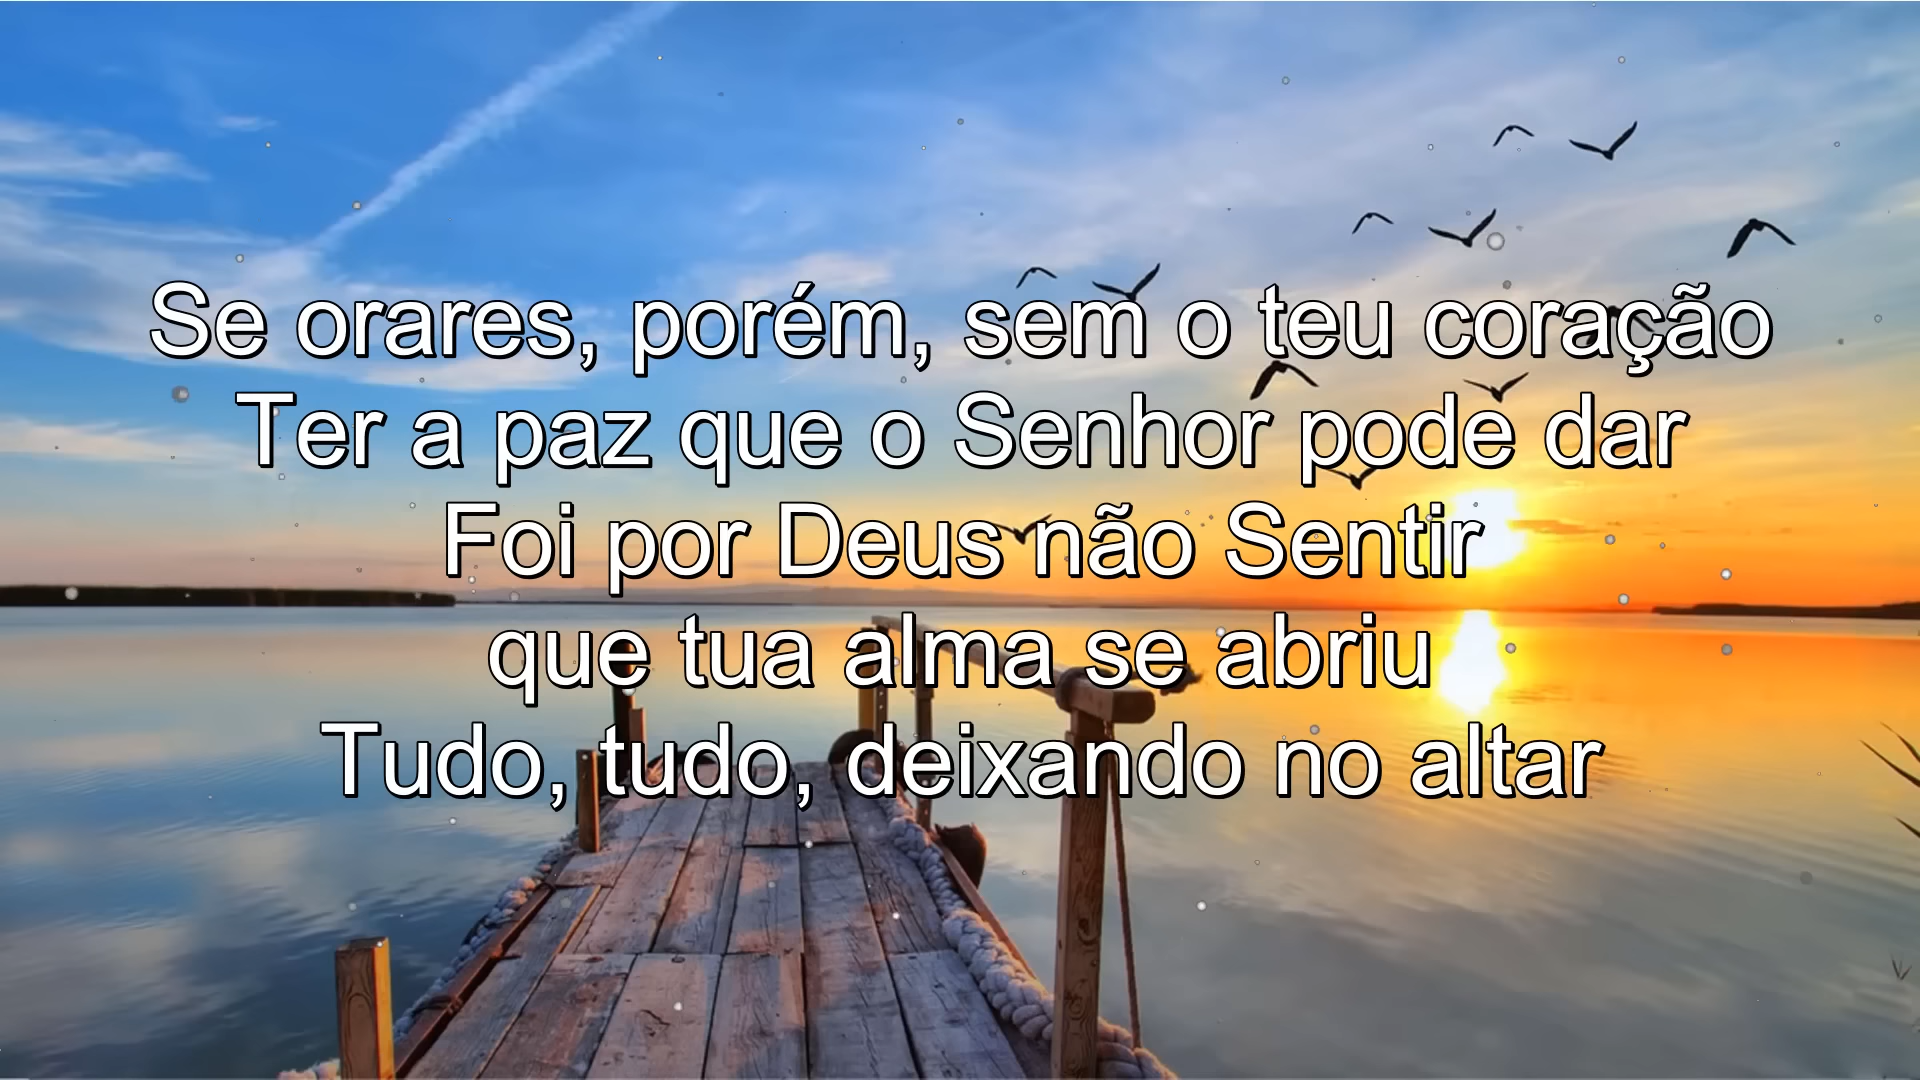 Se orares, porém, sem o teu coração
Ter a paz que o Senhor pode dar
Foi por Deus não Sentir
que tua alma se abriu
Tudo, tudo, deixando no altar